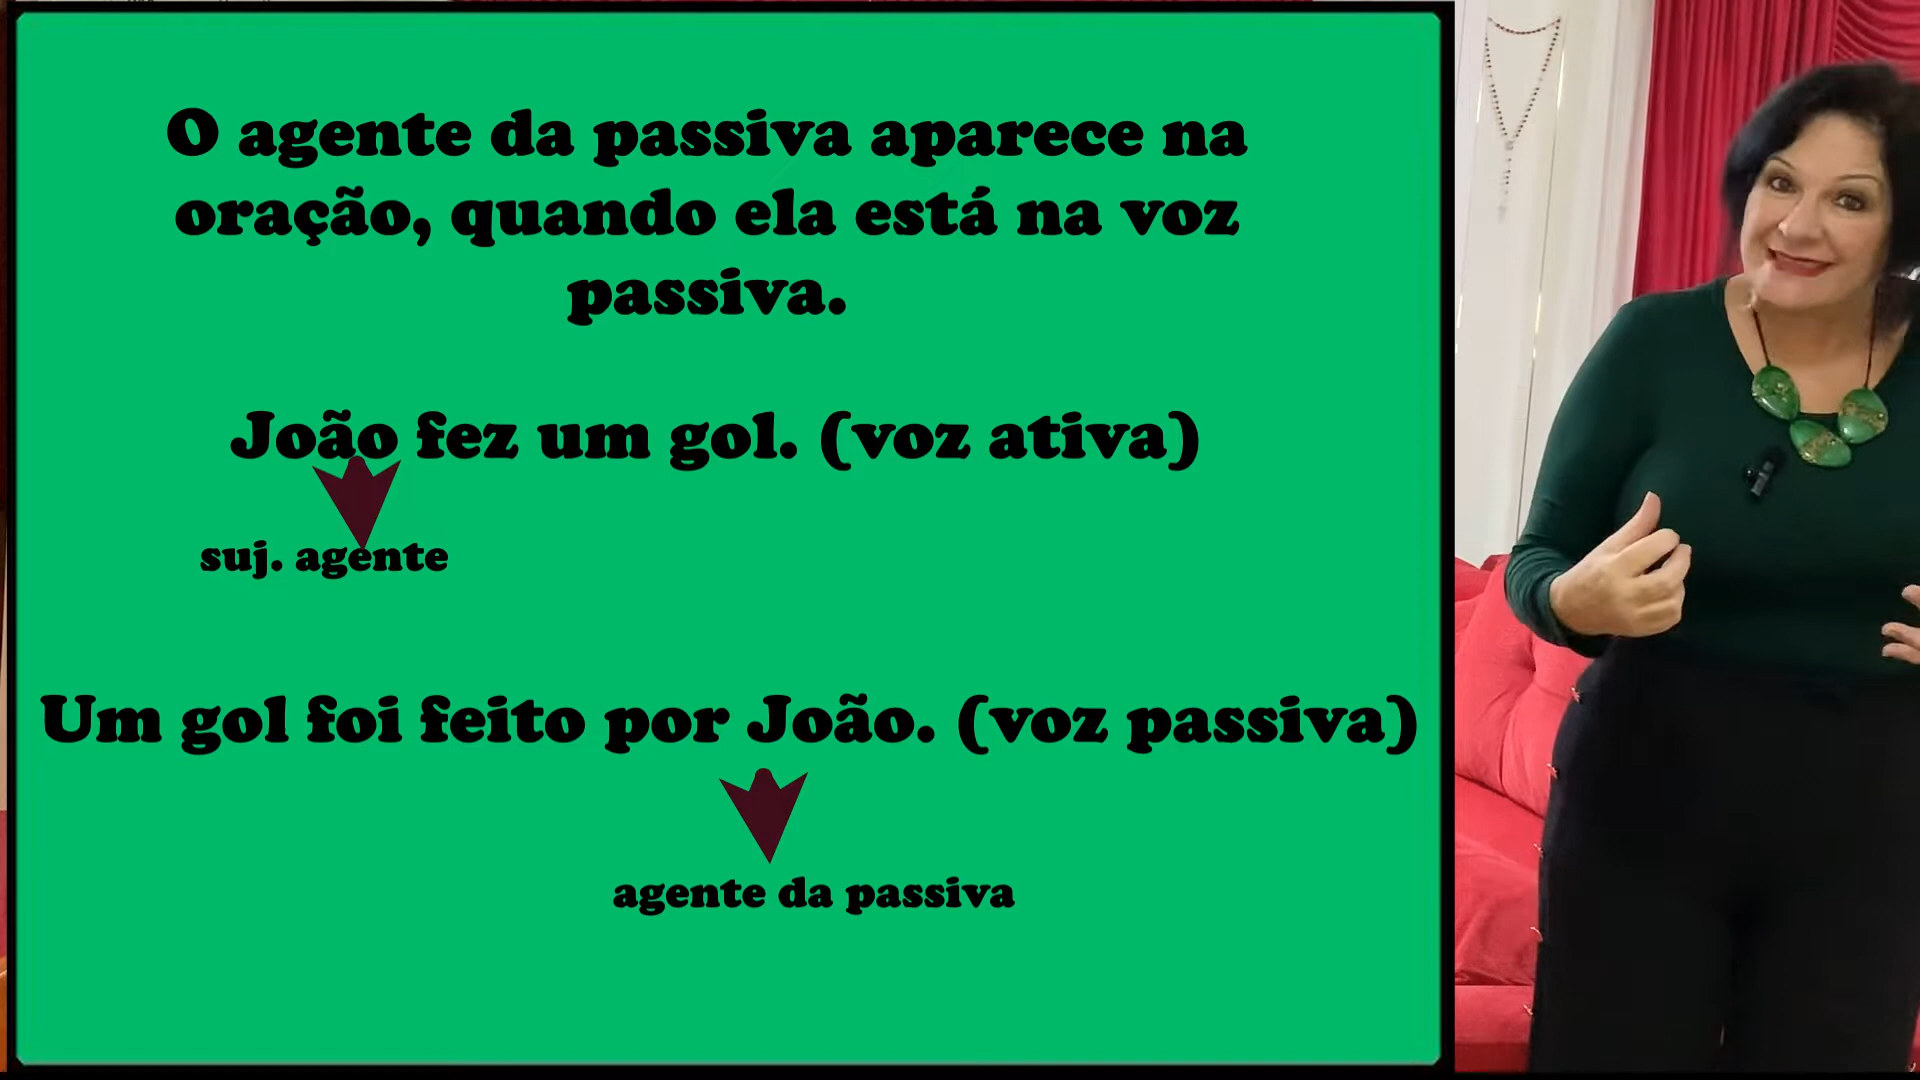 O agente da passiva aparece na
oração, quando ela está na voz
passiva.
João fez um gol. (voz ativa)
suj. agente
Um gol foi feito por João. (voz passiva)
agente da passiva